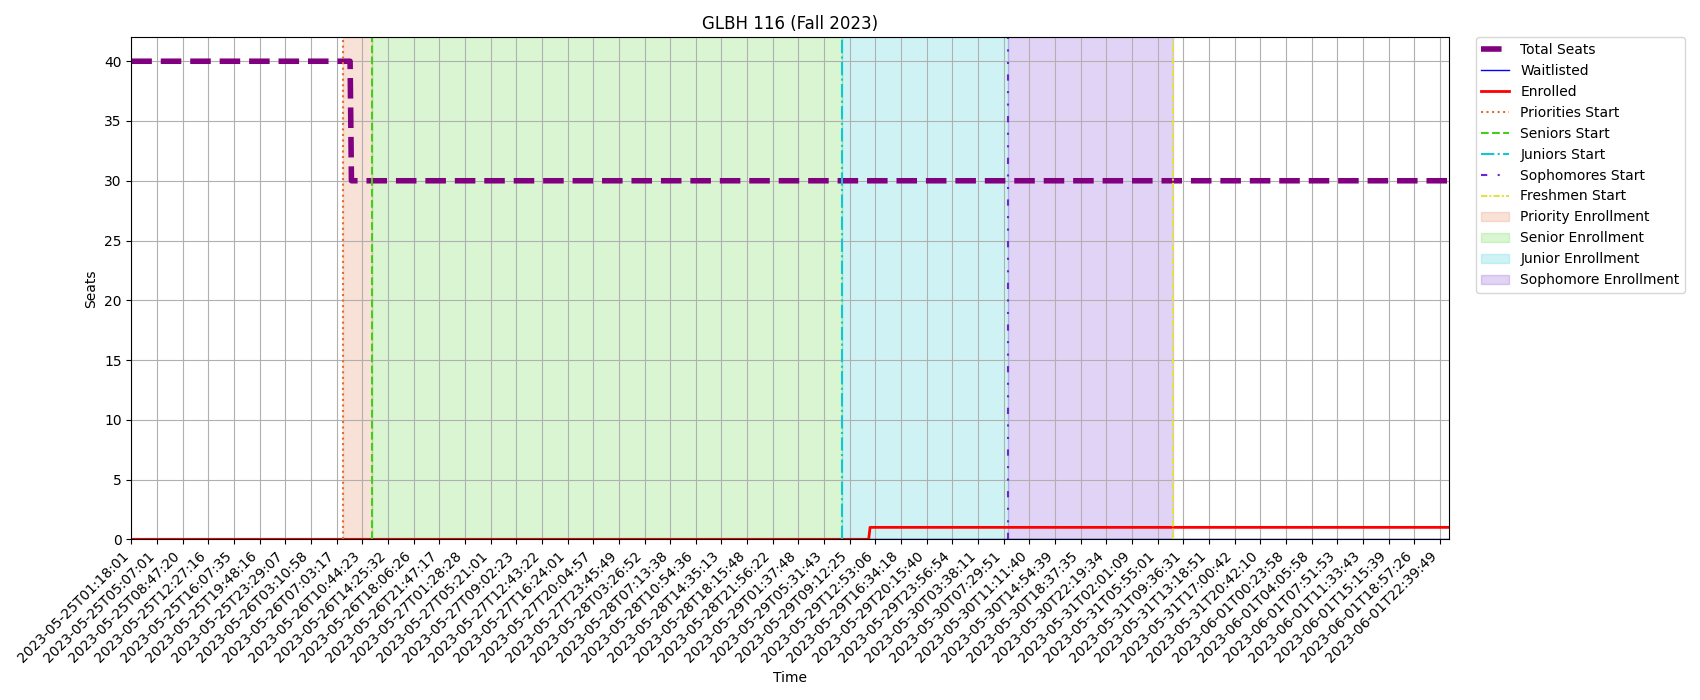 GLBH 116 (Fall 2023)
Seats
40
35
30
25
20
15
10
5
0
2023-05-25T01:18:01
2023-05-25T05:07:01
2023-05-25T08:47:20
2023-05-25T12:27:16
2023-05-25T16:07:35
2023-05-25T19:48:16
2023-05-25T23:29:07
2023-05-26T03:10:58
2023-05-26T07:03:17
2023-05-26T10:44:23
2023-05-26T14:25:32
2023-05-26T18:06:26
2023-05-26T21:47:17
2023-05-27T01:28:28
2023-05-27T05:21:01
2023-05-27T09:02:23
2023-05-27T12:43:22
2023-05-27T16:24:01
2023-05-27T20:04:57
2023-05-27T23:45:49
2023-05-28T03:26:52
2023-05-28T07:13:38
2023-05-28T10:54:36
2023-05-28T14:35:13
2023-05-28T18:15:48
2023-05-28T21:56:22
2023-05-29T01:37:48
2023-05-29T05:31:43
2023-05-29T09:12:25
2023-05-29T12:53:06
2023-05-29T16:34:18
2023-05-29T20:15:40
2023-05-29T23:56:54
2023-05-30T03:38:11
2023-05-30T07:29:51
2023-05-30T11:11:40
2023-05-30T14:54:39
2023-05-30T18:37:35
2023-05-30T22:19:34
2023-05-31T02:01:09
2023-05-31T05:55:01
2023-05-31T09:36:31
2023-05-31T13:18:51
2023-05-31T17:00:42
2023-05-31T20:42:10
2023-06-01T00:23:58
2023-06-01T04:05:58
2023-06-01T07:51:53
2023-06-01T11:33:43
2023-06-01T15:15:39
2023-06-01T18:57:26
2023-06-01T22:39:49
Time
Total Seats
Waitlisted
Enrolled
Priorities Start
Seniors Start
Juniors Start
Sophomores Start
Freshmen Start
Priority Enrollment
Senior Enrollment
Junior Enrollment
Sophomore Enrollment